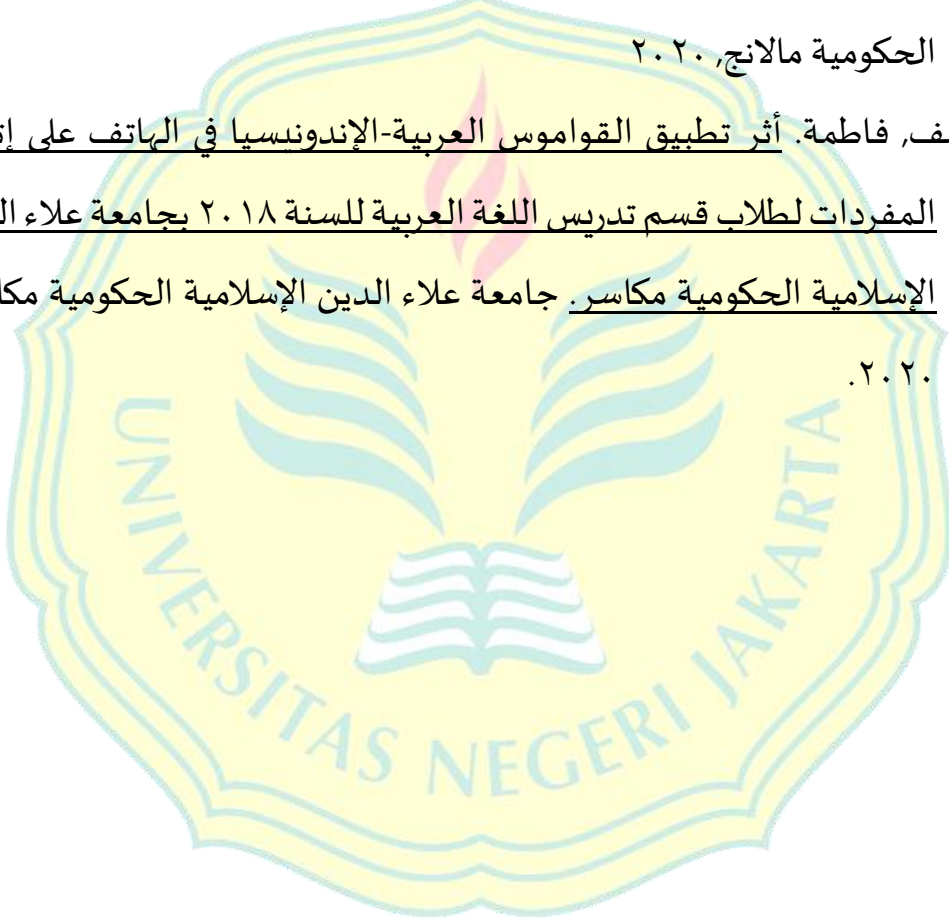 الحكومية مالانج, ٢٠٢٠
فاطمة. أثر تطبيق القواموس العربية-الإندونيسيا في الهاتف على
المفردات لطلاب قسم تدريس اللغة العربية للسنة ٢٠١٨ بجامعة علاء
الإسلامية الحكومية مكاسر. جامعة علاء الدين الإسلامية الحكومية
٢٠٢٠.
UNIVERSITAS NEGERI JAKARTA